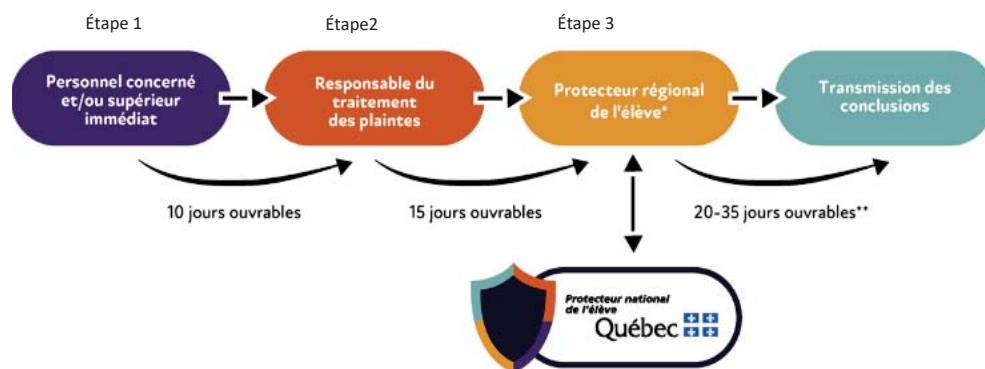 Étape 1
Étape2
Étape 3
Personnel concerné
et/ou supérieur
immédiat
Responsable du
traitement
des plaintes
Protecteur régional
de l'élève*
Transmission des
conclusions
10 jours ouvrables
15 jours ouvrables
20-35 jours ouvrables**
Protecteur national
de l'élève
Québec